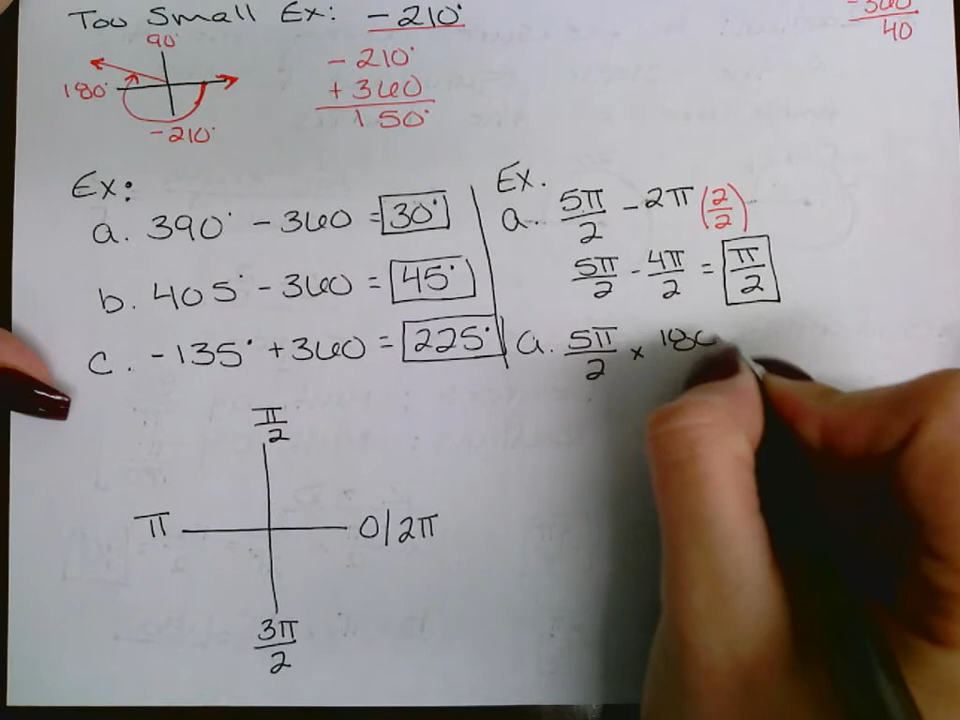 Too Small Ex: -210°
-360
40
90°
180°
-210°
-210°
+360
150°
Ex:
a. 390° - 360 = 30°
b. 405° - 360 = 45°
c. -135° + 360 = 225°
Ex.
a. 5π/2 - 2π (2/2)
5π/2 - 4π/2 = π/2
a. 5π/2 × 180
π/2
π
0/2π
3π/2